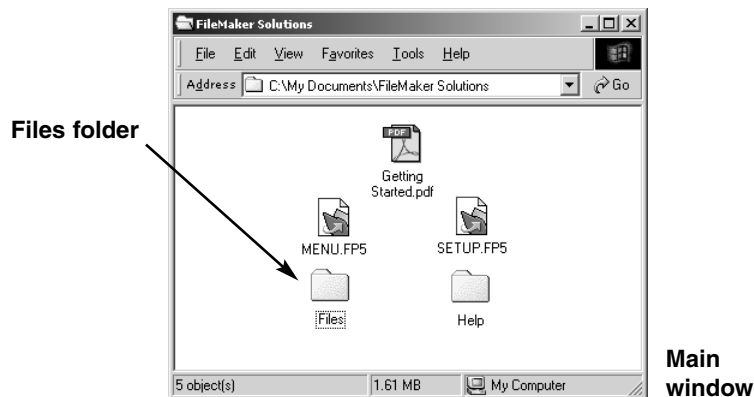 FileMaker Solutions
File Edit View Favorites Tools Help
Address C:\My Documents\FileMaker Solutions Go
Files folder
PDF
Getting
Started.pdf
MENU.FP5 SETUP.FP5
Files Help
5 object(s) 1.61 MB My Computer
Main
window